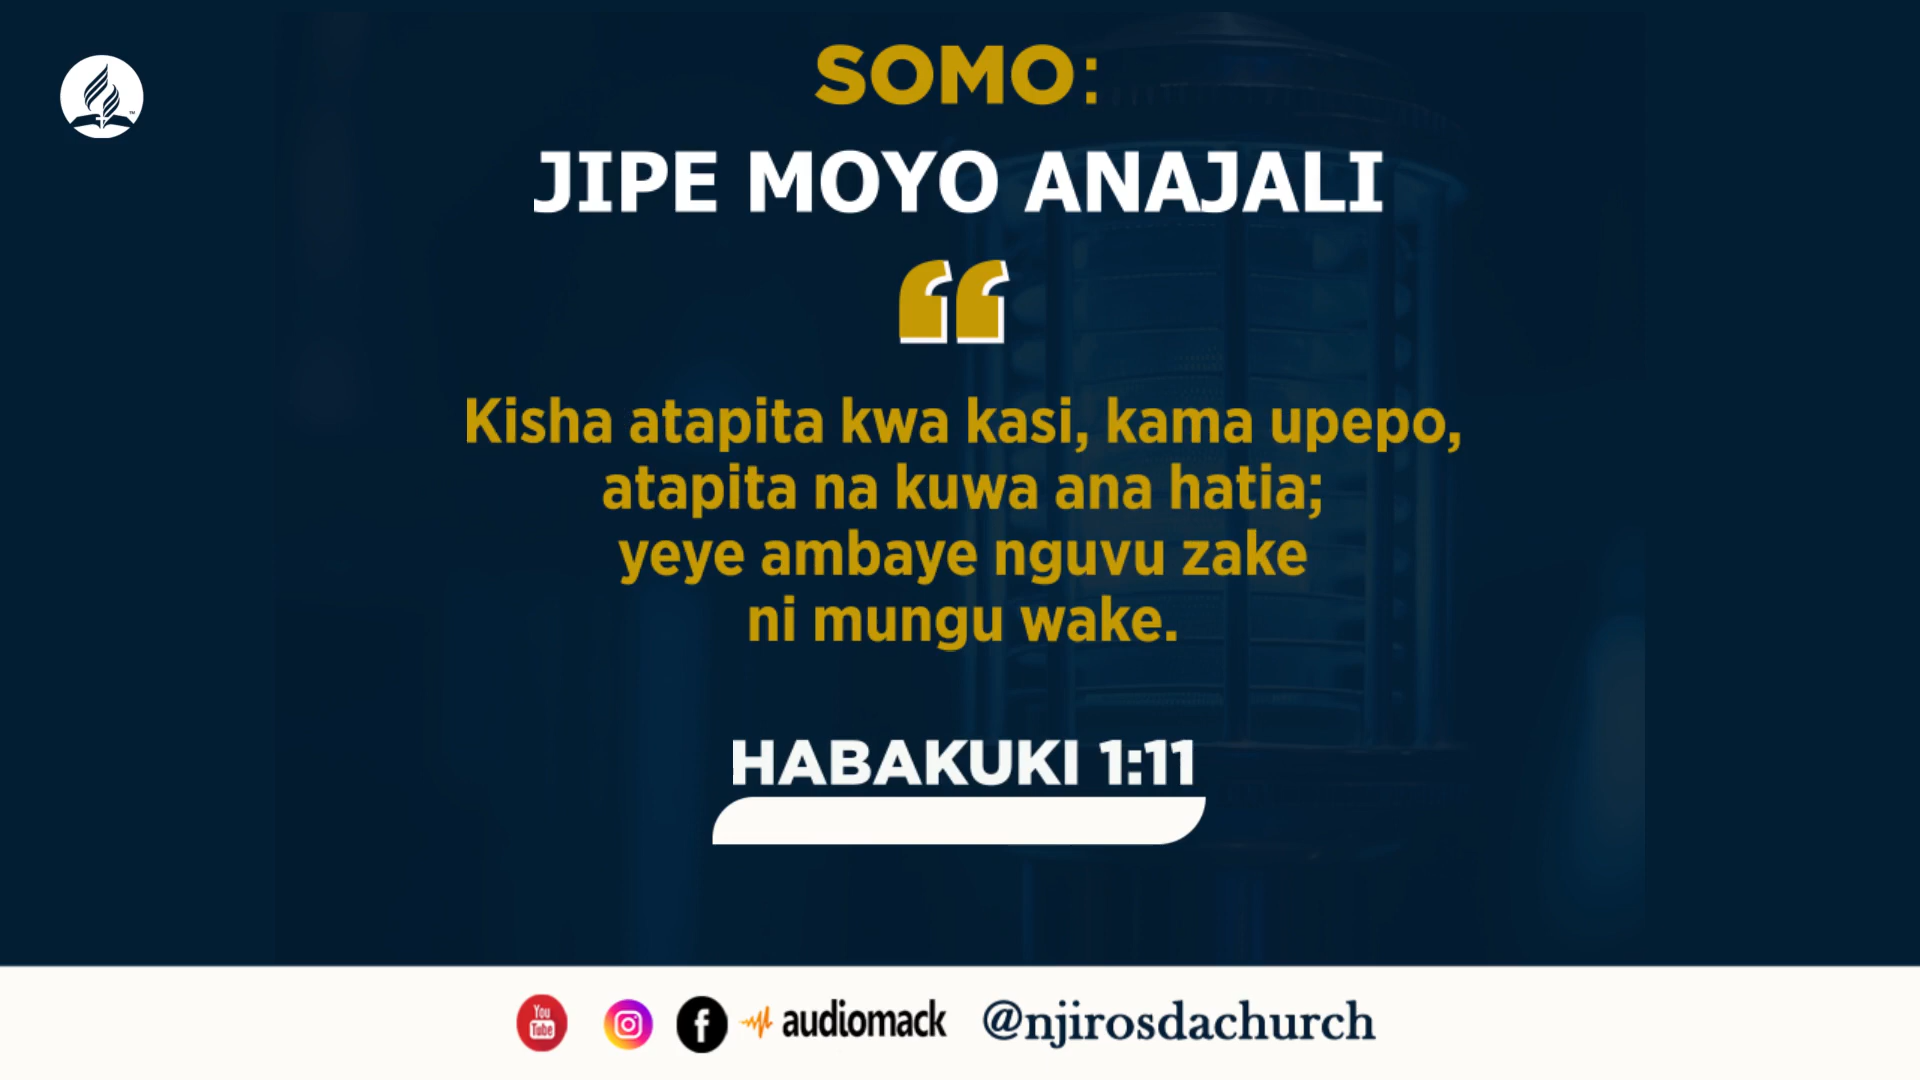 SOMO:
JIPE MOYO ANAJALI
“
Kisha atapita kwa kasi, kama upepo,
atapita na kuwa ana hatia;
yeye ambaye nguvu zake
ni mungu wake.
HABAKUKI 1:11
You Tube audiomack @njirosdachurch